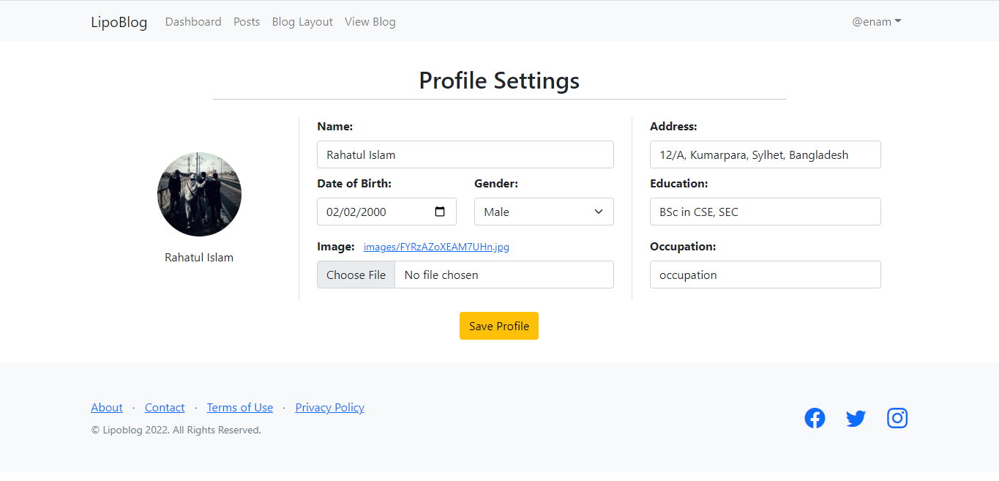 LipoBlog Dashboard Posts Blog Layout View Blog @enam
Profile Settings
Rahatul Islam
Name:
Rahatul Islam
Date of Birth: Gender:
02/02/2000 Male
Image: images/FYRzAZoXEAM7UHn.jpg
Choose File No file chosen
Address:
12/A, Kumarpara, Sylhet, Bangladesh
Education:
BSc in CSE, SEC
Occupation:
occupation
Save Profile
About · Contact · Terms of Use · Privacy Policy
© Lipoblog 2022. All Rights Reserved.